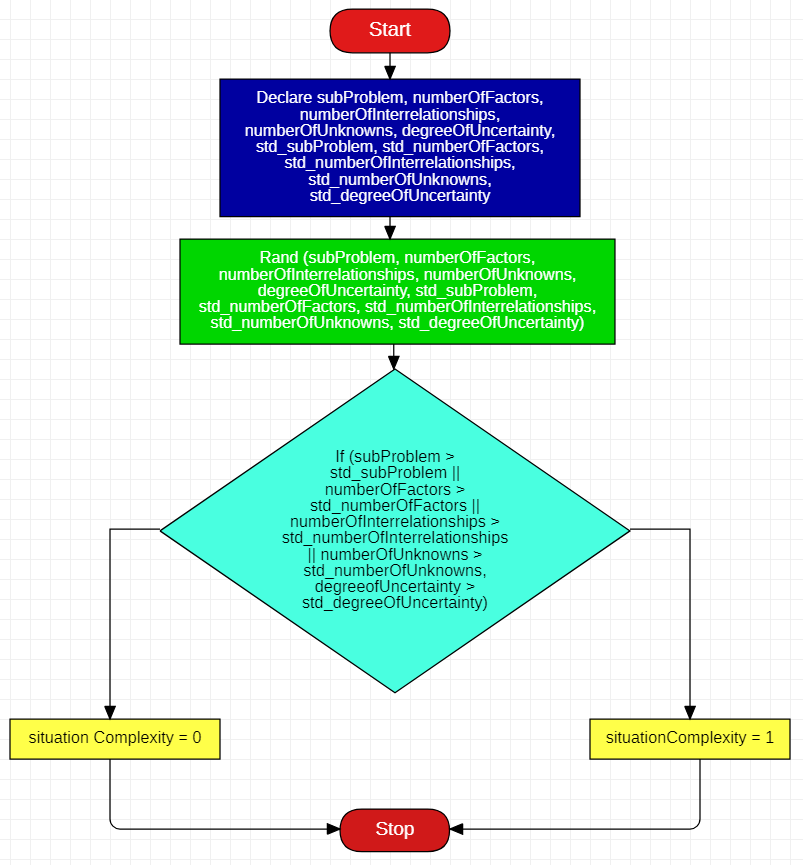 Start
Declare subProblem, numberOfFactors,
numberOfInterrelationships,
numberOfUnknowns, degreeOfUncertainty,
std_subProblem, std_numberOfFactors,
std_numberOfInterrelationships,
std_numberOfUnknowns,
std_degreeOfUncertainty
Rand (subProblem, numberOfFactors,
numberOfInterrelationships, numberOfUnknowns,
degreeOfUncertainty, std_subProblem,
std_numberOfFactors, std_numberOfInterrelationships,
std_numberOfUnknowns, std_degreeOfUncertainty)
If (subProblem >
std_subProblem ||
numberOfFactors >
std_numberOfFactors ||
numberOfInterrelationships >
std_numberOfInterrelationships
|| numberOfUnknowns >
std_numberOfUnknowns,
degreeofUncertainty >
std_degreeOfUncertainty)
situation Complexity = 0
situationComplexity = 1
Stop